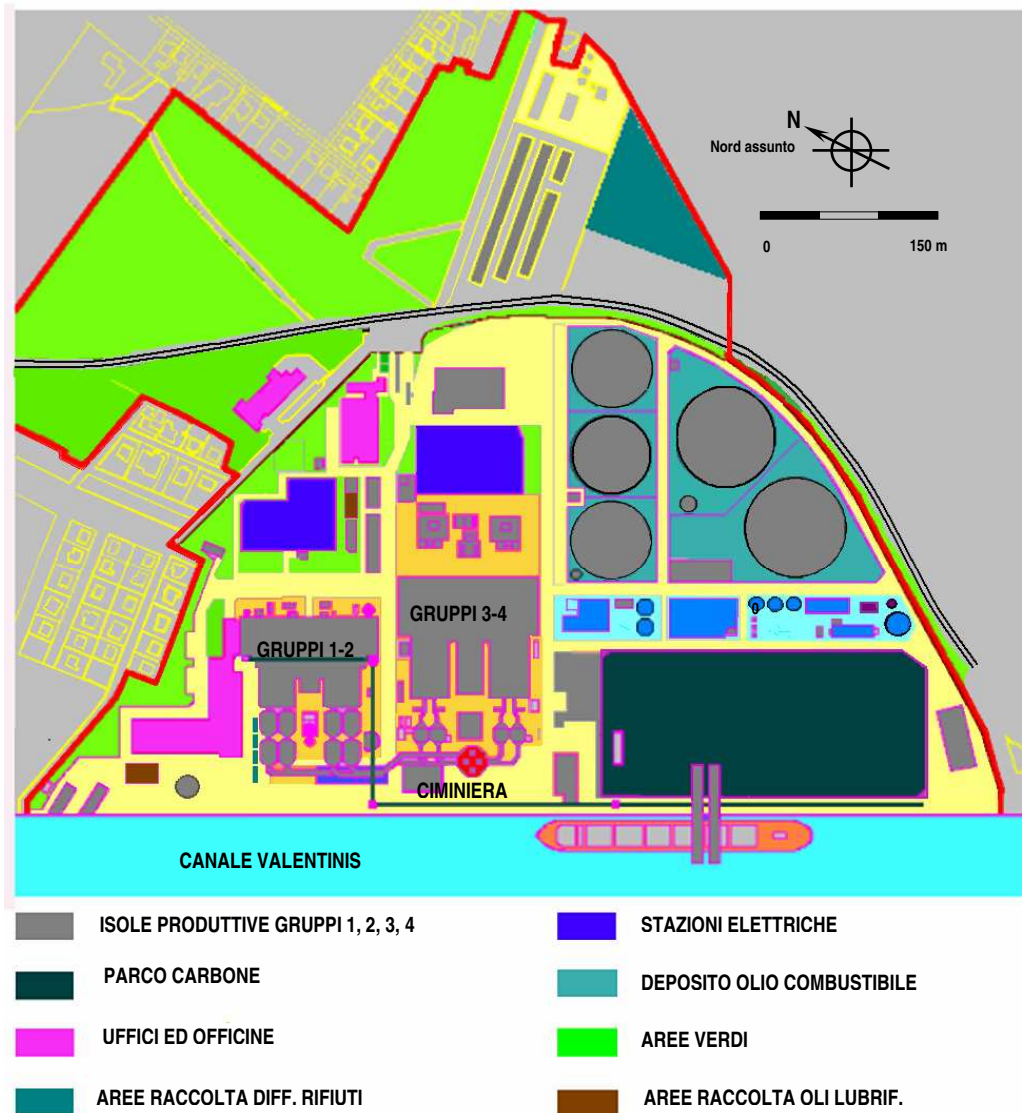 N
Nord assunto
0 150 m
GRUPPI 3-4
GRUPPI 1-2
CIMINIERA
CANALE VALENTINIS
ISOLE PRODUTTIVE GRUPPI 1, 2, 3, 4
STAZIONI ELETTRICHE
PARCO CARBONE
DEPOSITO OLIO COMBUSTIBILE
UFFICI ED OFFICINE
AREE VERDI
AREE RACCOLTA DIFF. RIFIUTI
AREE RACCOLTA OLI LUBRIF.